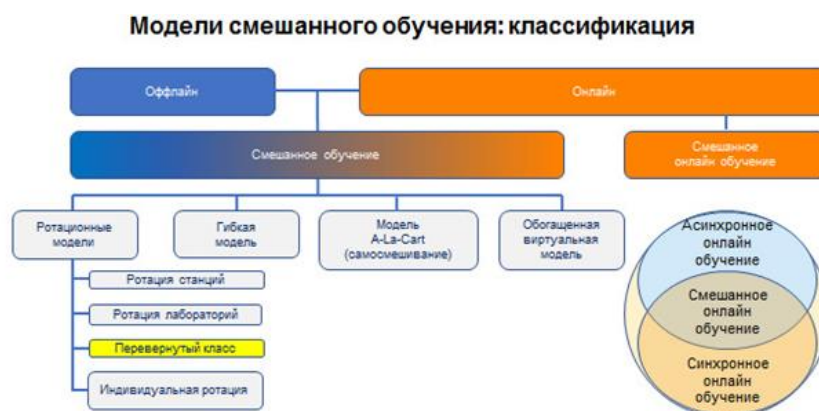 Модели смешанного обучения: классификация
Оффлайн
Онлайн
Смешанное обучение
Смешанное
онлайн обучение
Ротационные
модели
Гибкая
модель
Модель
A-La-Cart
(самосмешивание)
Обогащенная
виртуальная
модель
Ротация станций
Ротация лабораторий
Перевернутый класс
Индивидуальная ротация
Асинхронное
онлайн
обучение
Смешанное
онлайн
обучение
Синхронное
онлайн
обучение